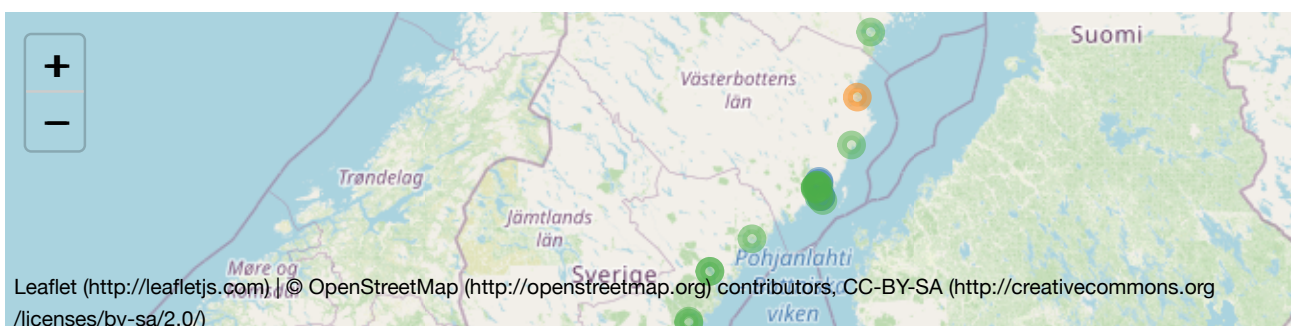 +
−
Suomi
Västerbottens
län
Trøndelag
Jämtlands
län
Møre og
Romsdal
Sverige
Pohjanlahti
viken
Leaflet (http://leafletjs.com) | © OpenStreetMap (http://openstreetmap.org) contributors, CC-BY-SA (http://creativecommons.org
/licenses/by-sa/2.0/)